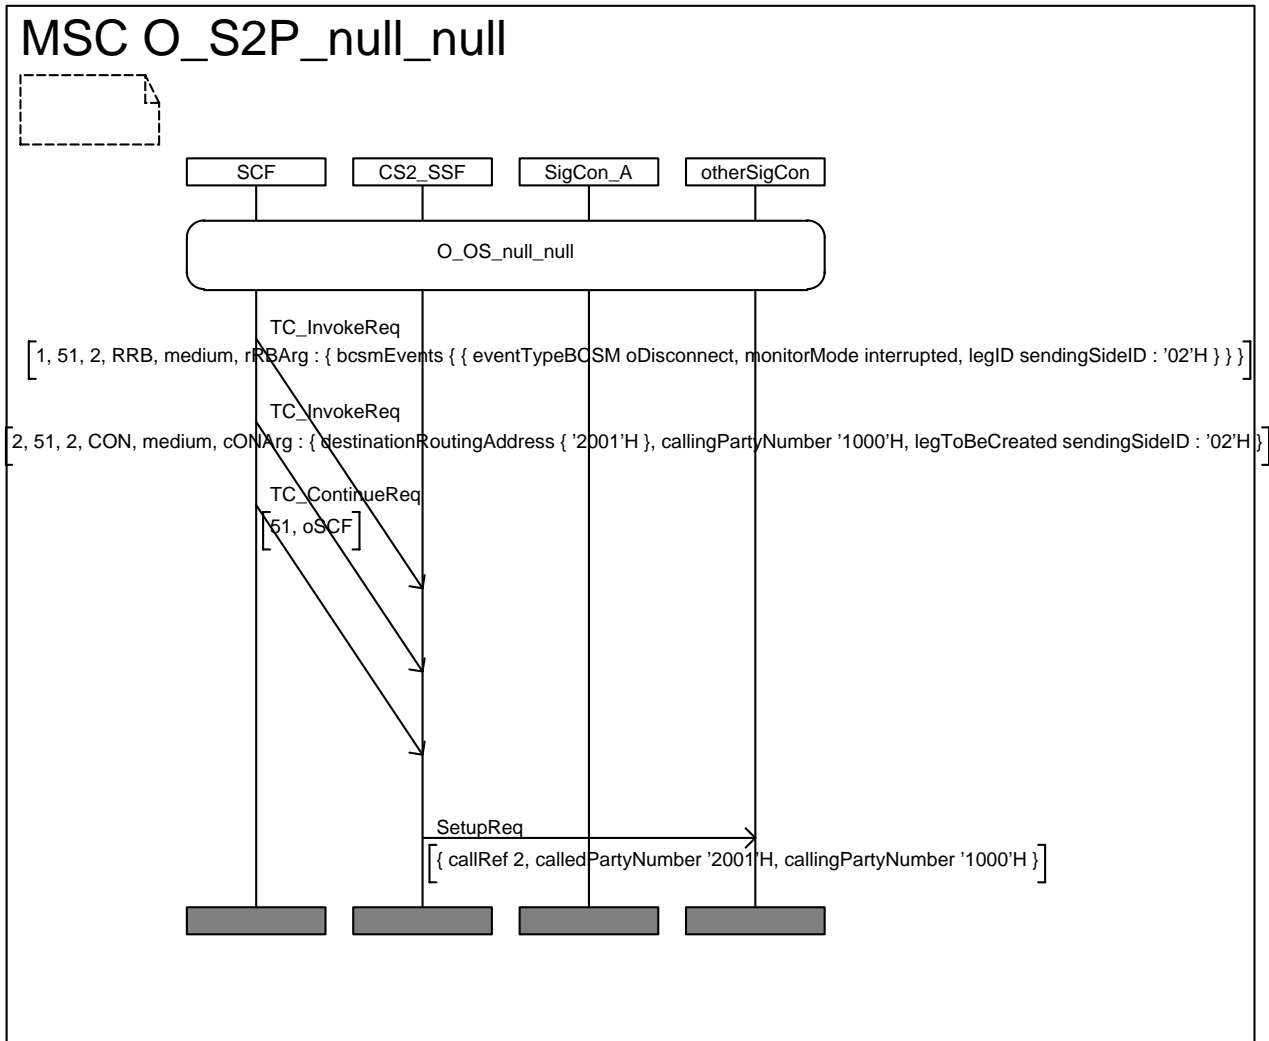 MSC O_S2P_null_null
SCF
CS2_SSF
SigCon_A
otherSigCon
O_OS_null_null
TC_InvokeReq
1, 51, 2, RRB, medium, rRBArg : { bcsmEvents { { eventTypeBCSM oDisconnect, monitorMode interrupted, legID sendingSideID : '02'H } } }
TC_InvokeReq
2, 51, 2, CON, medium, cONArg : { destinationRoutingAddress { '2001'H }, callingPartyNumber '1000'H, legToBeCreated sendingSideID : '02'H }
TC_ContinueReq
51, oSCF
SetupReq
{ callRef 2, calledPartyNumber '2001'H, callingPartyNumber '1000'H }